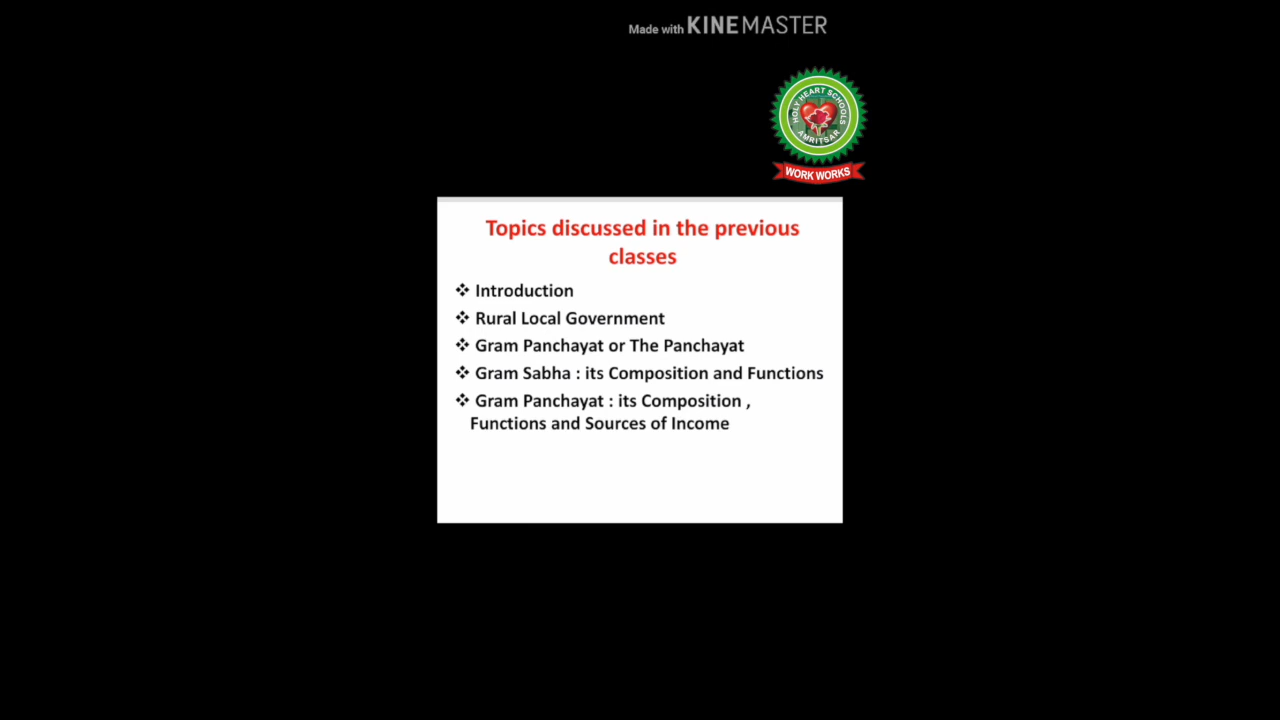 Made with KINEMASTER
HOLY HEART SCHOOLS
AMRITSAR
WORK WORKS
Topics discussed in the previous
classes
❖ Introduction
❖ Rural Local Government
❖ Gram Panchayat or The Panchayat
❖ Gram Sabha : its Composition and Functions
❖ Gram Panchayat : its Composition ,
Functions and Sources of Income